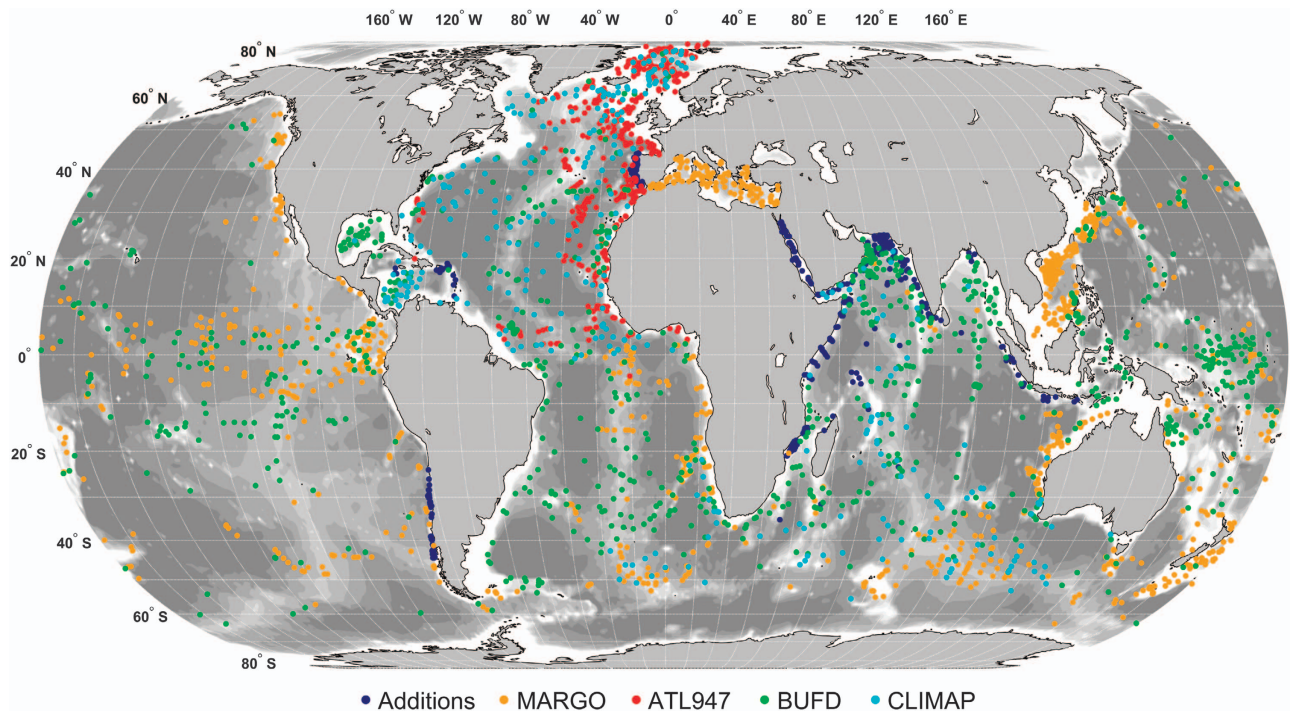 160° W 120° W 80° W 40° W 0° 40° E 80° E 120° E 160° E
80° N
60° N
40° N
20° N
0°
20° S
40° S
60° S
80° S
Additions MARGO ATL947 BUFD CLIMAP